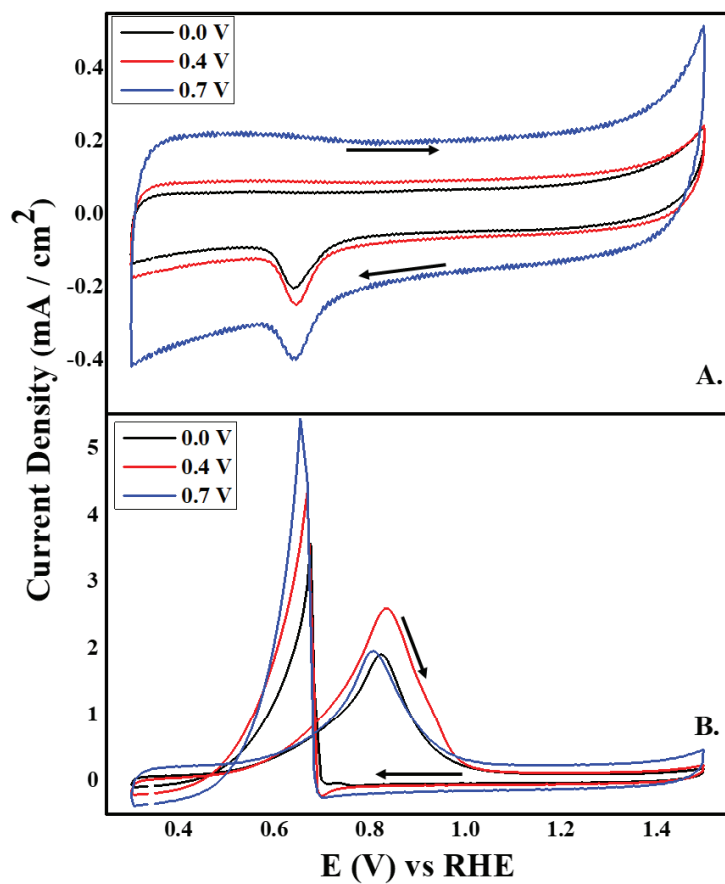 0.0 V
0.4 V
0.7 V
0.4
0.2
0.0
-0.2
-0.4
A.
0.0 V
0.4 V
0.7 V
5
4
3
2
1
0
B.
0.4 0.6 0.8 1.0 1.2 1.4
E (V) vs RHE
Current Density (mA / cm²)